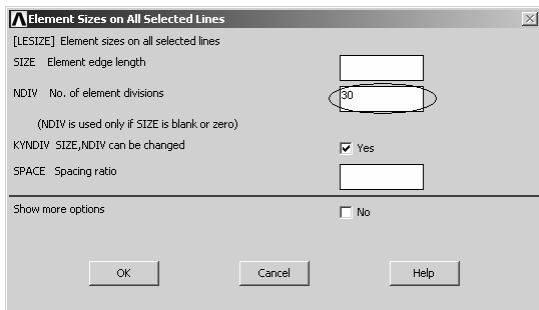 Element Sizes on All Selected Lines
[LESIZE] Element sizes on all selected lines
SIZE Element edge length
NDIV No. of element divisions
30
(NDIV is used only if SIZE is blank or zero)
KYNDIV SIZE,NDIV can be changed
Yes
SPACE Spacing ratio
Show more options
No
OK Cancel Help